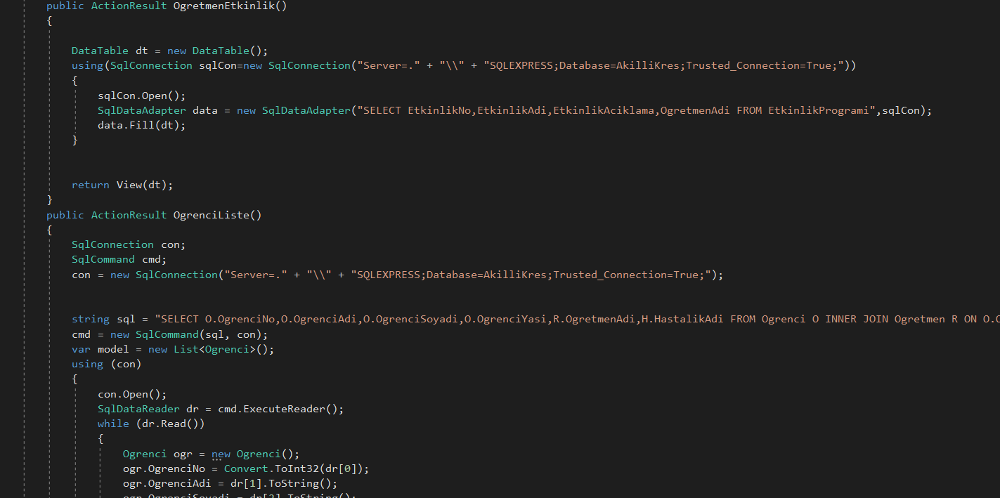 public ActionResult OgretmenEtkinlik()
{
DataTable dt = new DataTable();
using(SqlConnection sqlCon=new SqlConnection("Server=." + "\\" + "SQLEXPRESS;Database=AkilliKres;Trusted_Connection=True;"))
{
sqlCon.Open();
SqlDataAdapter data = new SqlDataAdapter("SELECT EtkinlikNo,EtkinlikAdi,EtkinlikAciklama,OgretmenAdi FROM EtkinlikProgrami",sqlCon);
data.Fill(dt);
}
return View(dt);
}
public ActionResult OgrenciListe()
{
SqlConnection con;
SqlCommand cmd;
con = new SqlConnection("Server=." + "\\" + "SQLEXPRESS;Database=AkilliKres;Trusted_Connection=True;");
string sql = "SELECT O.OgrenciNo,O.OgrenciAdi,O.OgrenciSoyadi,O.OgrenciYasi,R.OgretmenAdi,H.HastalikAdi FROM Ogrenci O INNER JOIN Ogretmen R ON O.
cmd = new SqlCommand(sql, con);
var model = new List<Ogrenci>();
using (con)
{
con.Open();
SqlDataReader dr = cmd.ExecuteReader();
while (dr.Read())
{
Ogrenci ogr = new Ogrenci();
ogr.OgrenciNo = Convert.ToInt32(dr[0]);
ogr.OgrenciAdi = dr[1].ToString();
ogr.OgrenciSoyadi = dr[2].ToString();